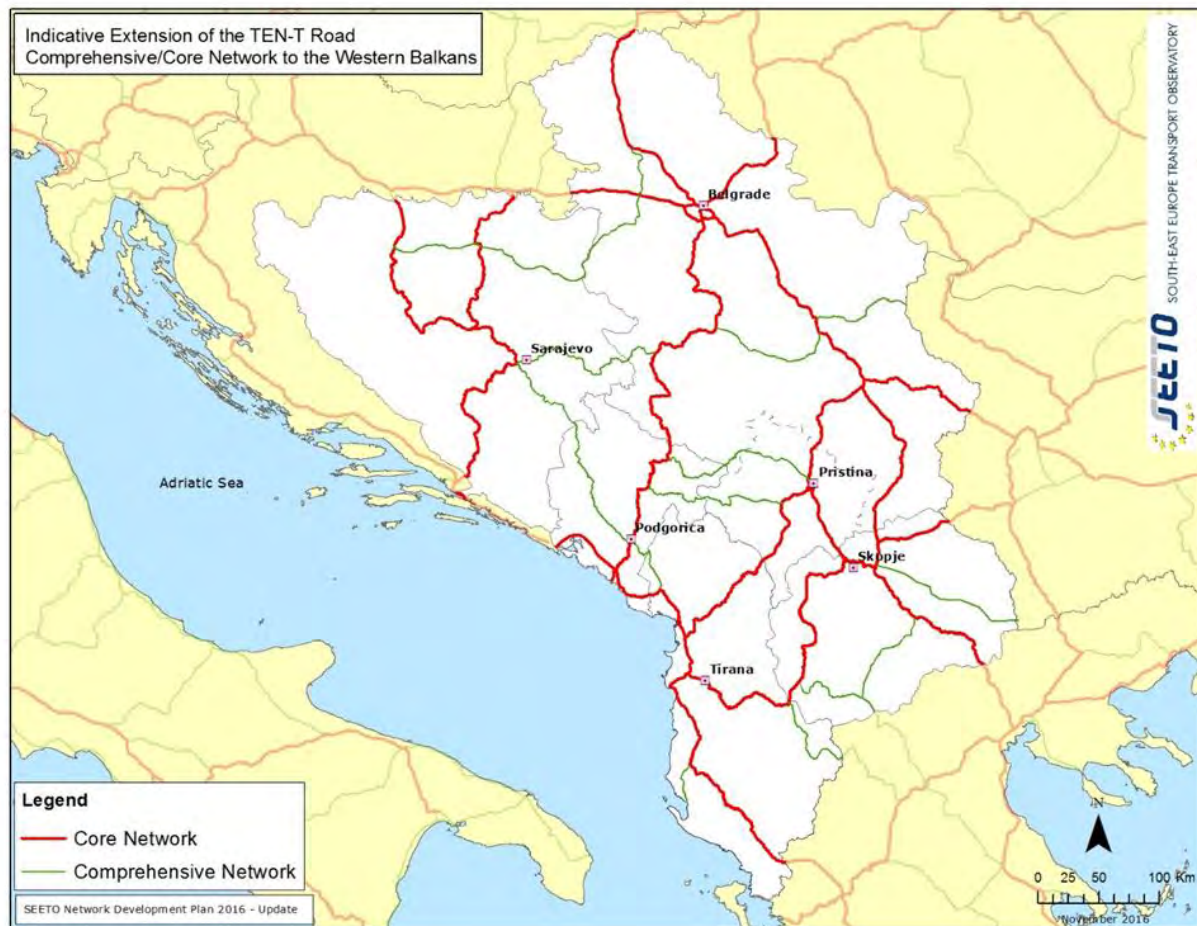 Indicative Extension of the TEN-T Road
Comprehensive/Core Network to the Western Balkans
SEETO SOUTH-EAST EUROPE TRANSPORT OBSERVATORY
Belgrade
Sarajevo
Adriatic Sea
Pristina
Podgorica
Skopje
Tirana
Legend
Core Network
Comprehensive Network
SEETO Network Development Plan 2016 - Update
N
0 25 50 100 Km
November 2016